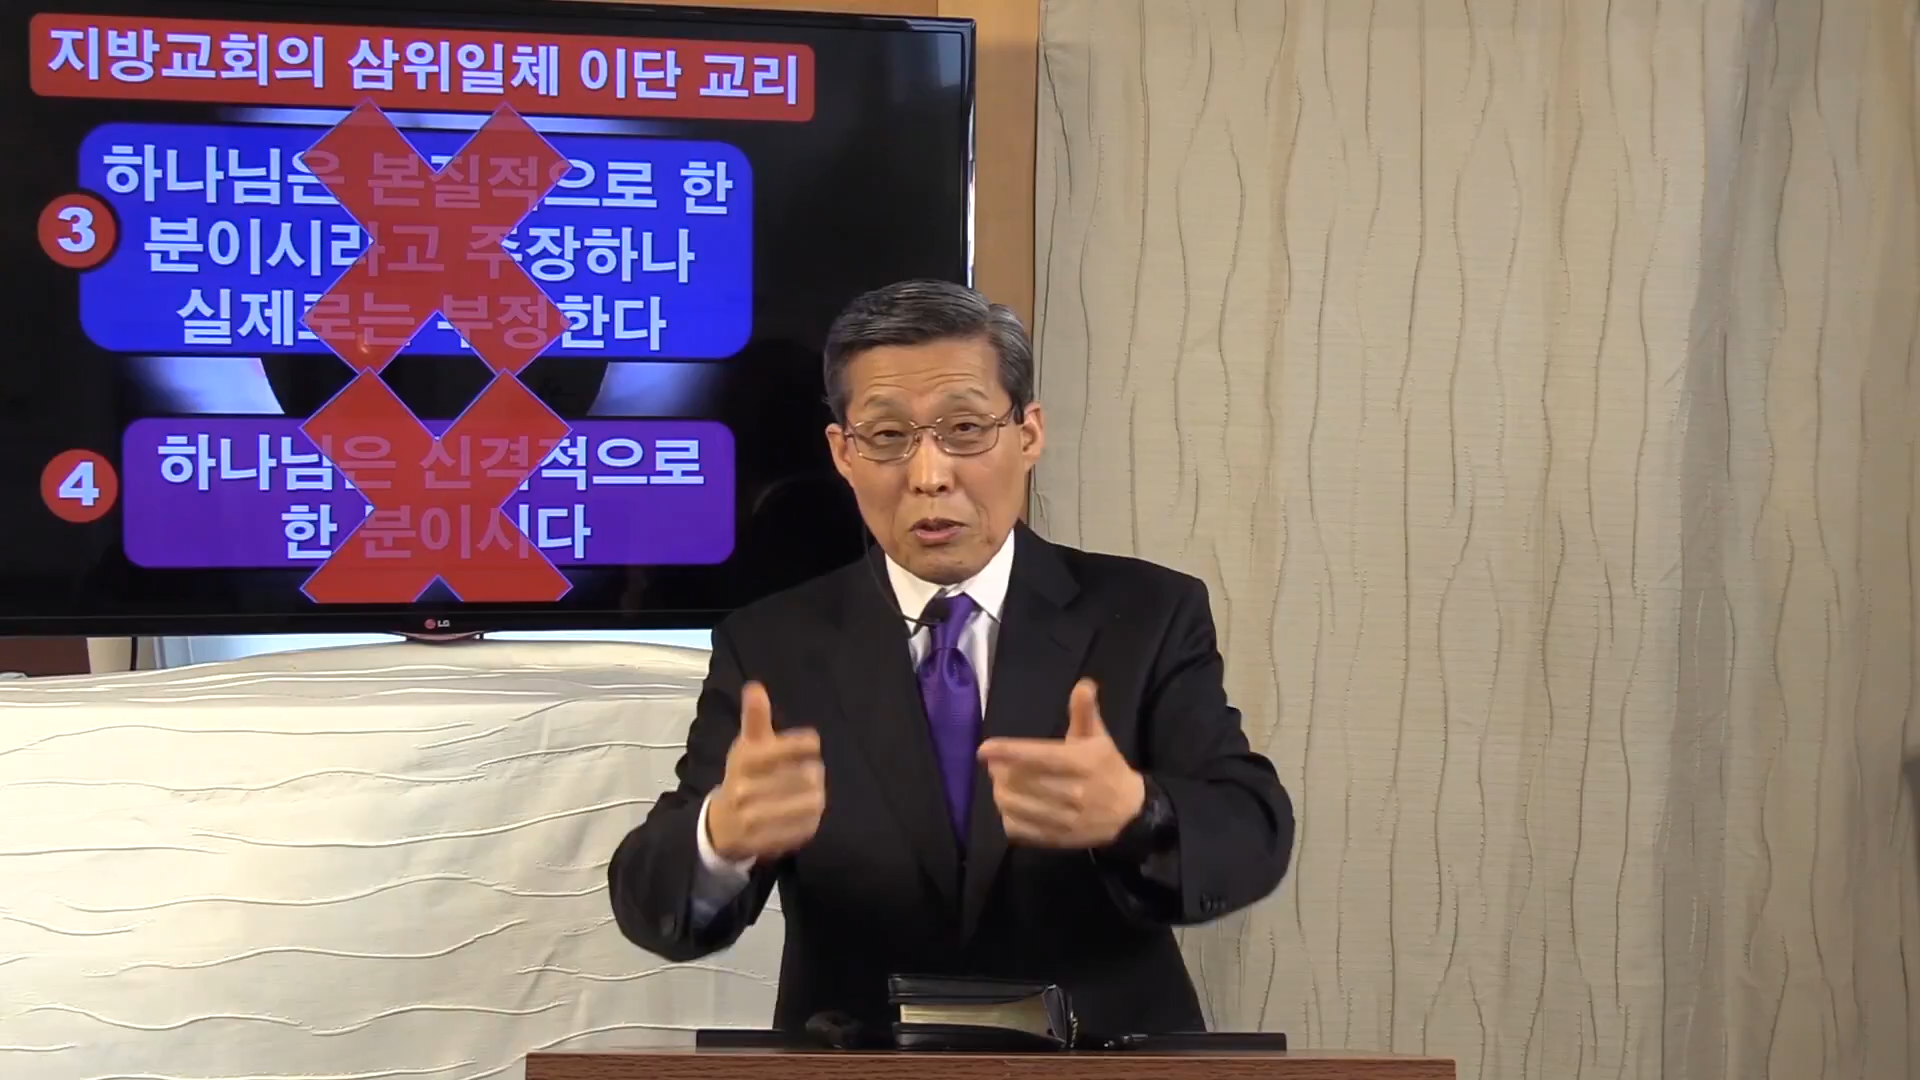 지방교회의 삼위일체 이단 교리
3
하나님은 본질적으로 한
분이시라고 주장하나
실제로는 부정한다
4
하나님은 신격적으로
한 분이시다
LG